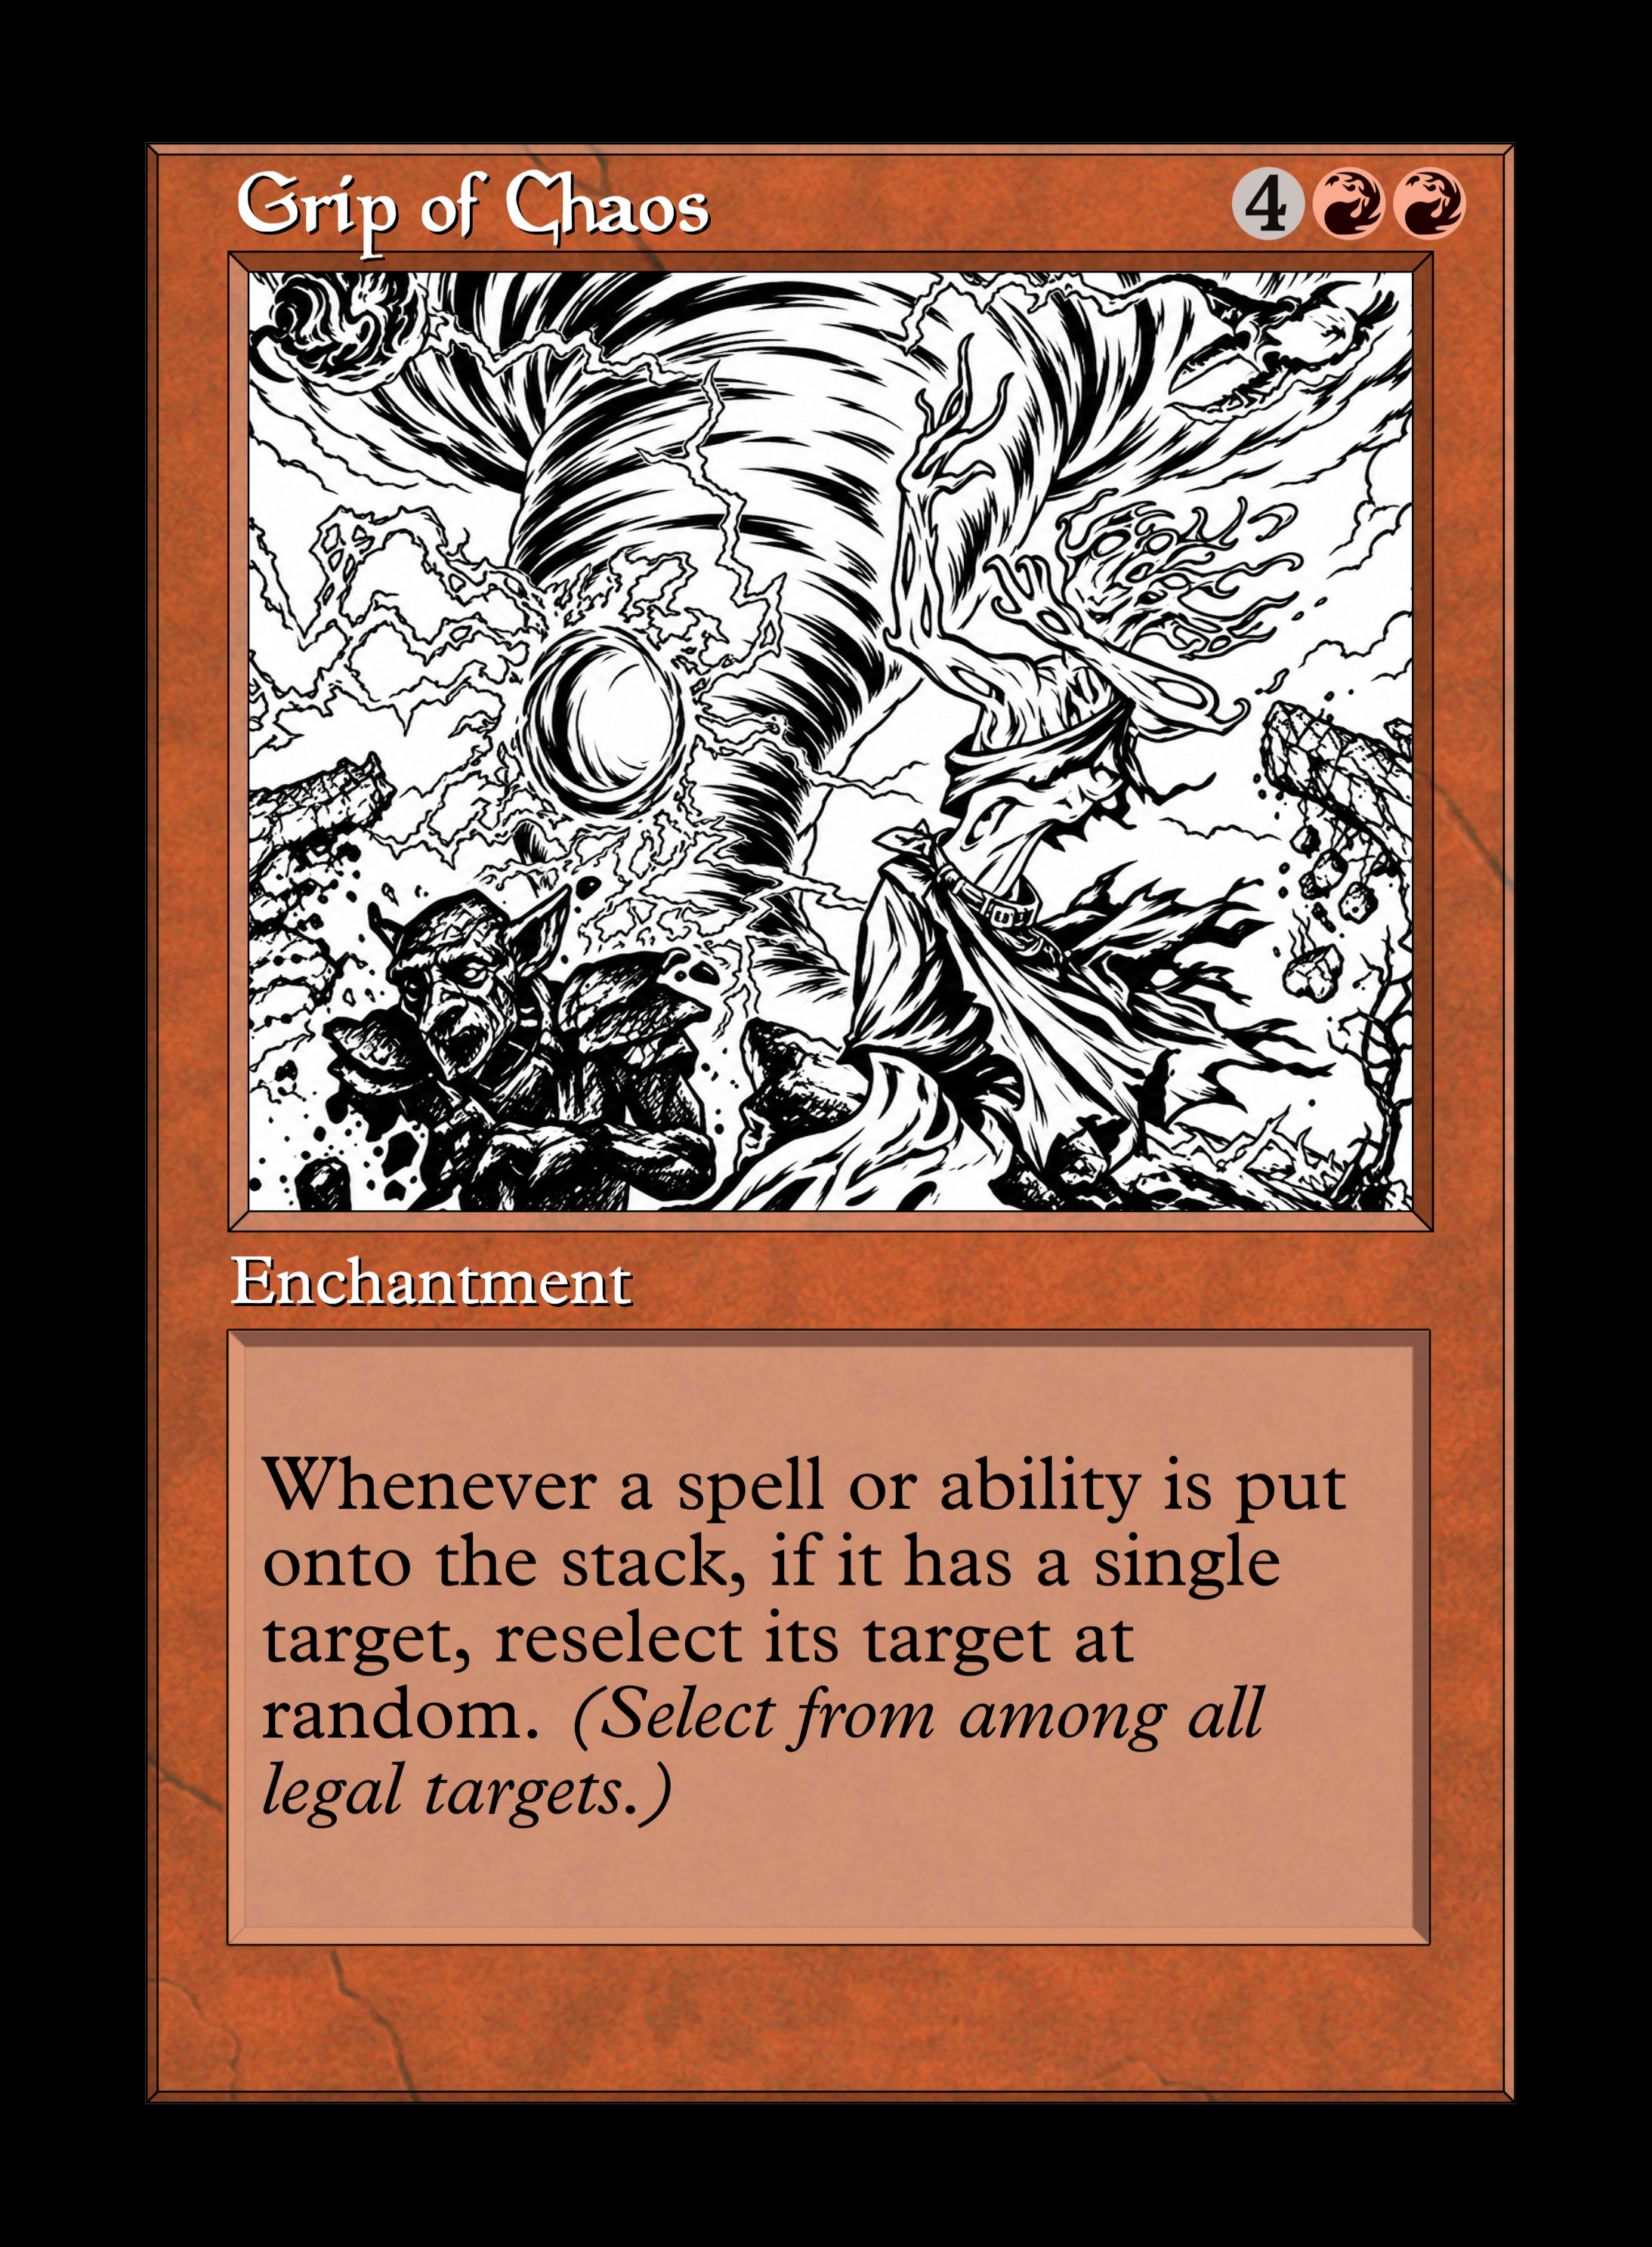 Grip of Chaos 4
Enchantment
Whenever a spell or ability is put
onto the stack, if it has a single
target, reselect its target at
random. (Select from among all
legal targets.)